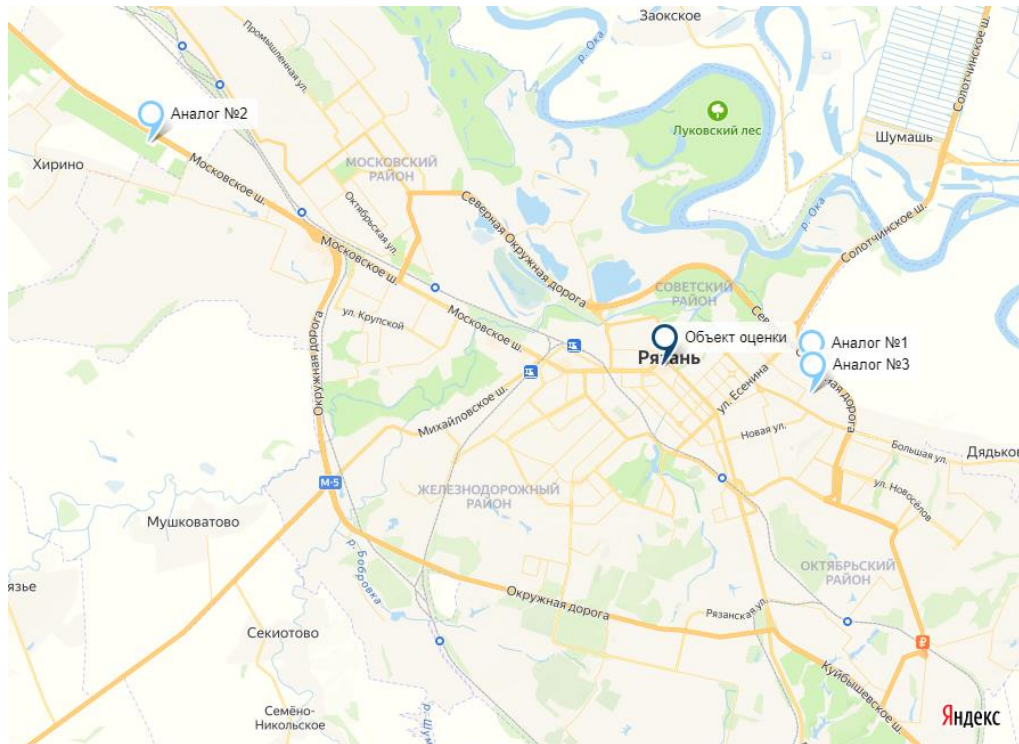 Заокское
Промышленная ул.
р. Ока
Солотчинское ш.
Аналог №2
Луковский лес
Шумашь
Хирино
МОСКОВСКИЙ
РАЙОН
Московское ш.
Октябрьская ул.
Северная Окружная дорога
р. Ока
Солотчинское ш.
Московское ш.
СОВЕТСКИЙ
РАЙОН
ул. Крупской
Московское ш.
Объект оценки
Рязань
Аналог №1
Аналог №3
Окружная дорога
ул. Есенина
Михайловское ш.
Новая ул.
Большая ул.
М-5
ЖЕЛЕЗНОДОРОЖНЫЙ
РАЙОН
ул. Новосёлов
Мушковатово
р. Бобровка
ОКТЯБРЬСКИЙ
РАЙОН
Окружная дорога
Рязанская ул.
Секиотово
Куйбышевское ш.
Семёно-
Никольское
Яндекс